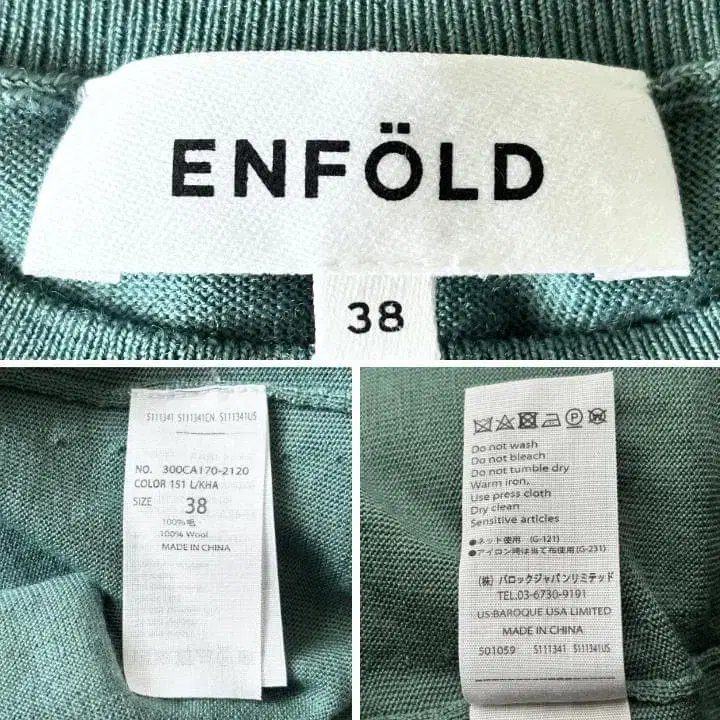 ENFÖLD
38
S111341 S111341CN S111341US
NO. 300CA170-2120
COLOR 151 L/KHA
SIZE 38
100%毛
100% Wool
MADE IN CHINA
Do not wash
Do not bleach
Do not tumble dry
Warm iron,
Use press cloth
Dry clean
Sensitive articles
●ネット使用 (G-121)
●アイロン時は当て布使用(G-231)
(株) バロックジャパンリミテッド
TEL.03-6730-9191
US:BAROQUE USA LIMITED
MADE IN CHINA
501059 S111341 S111341US